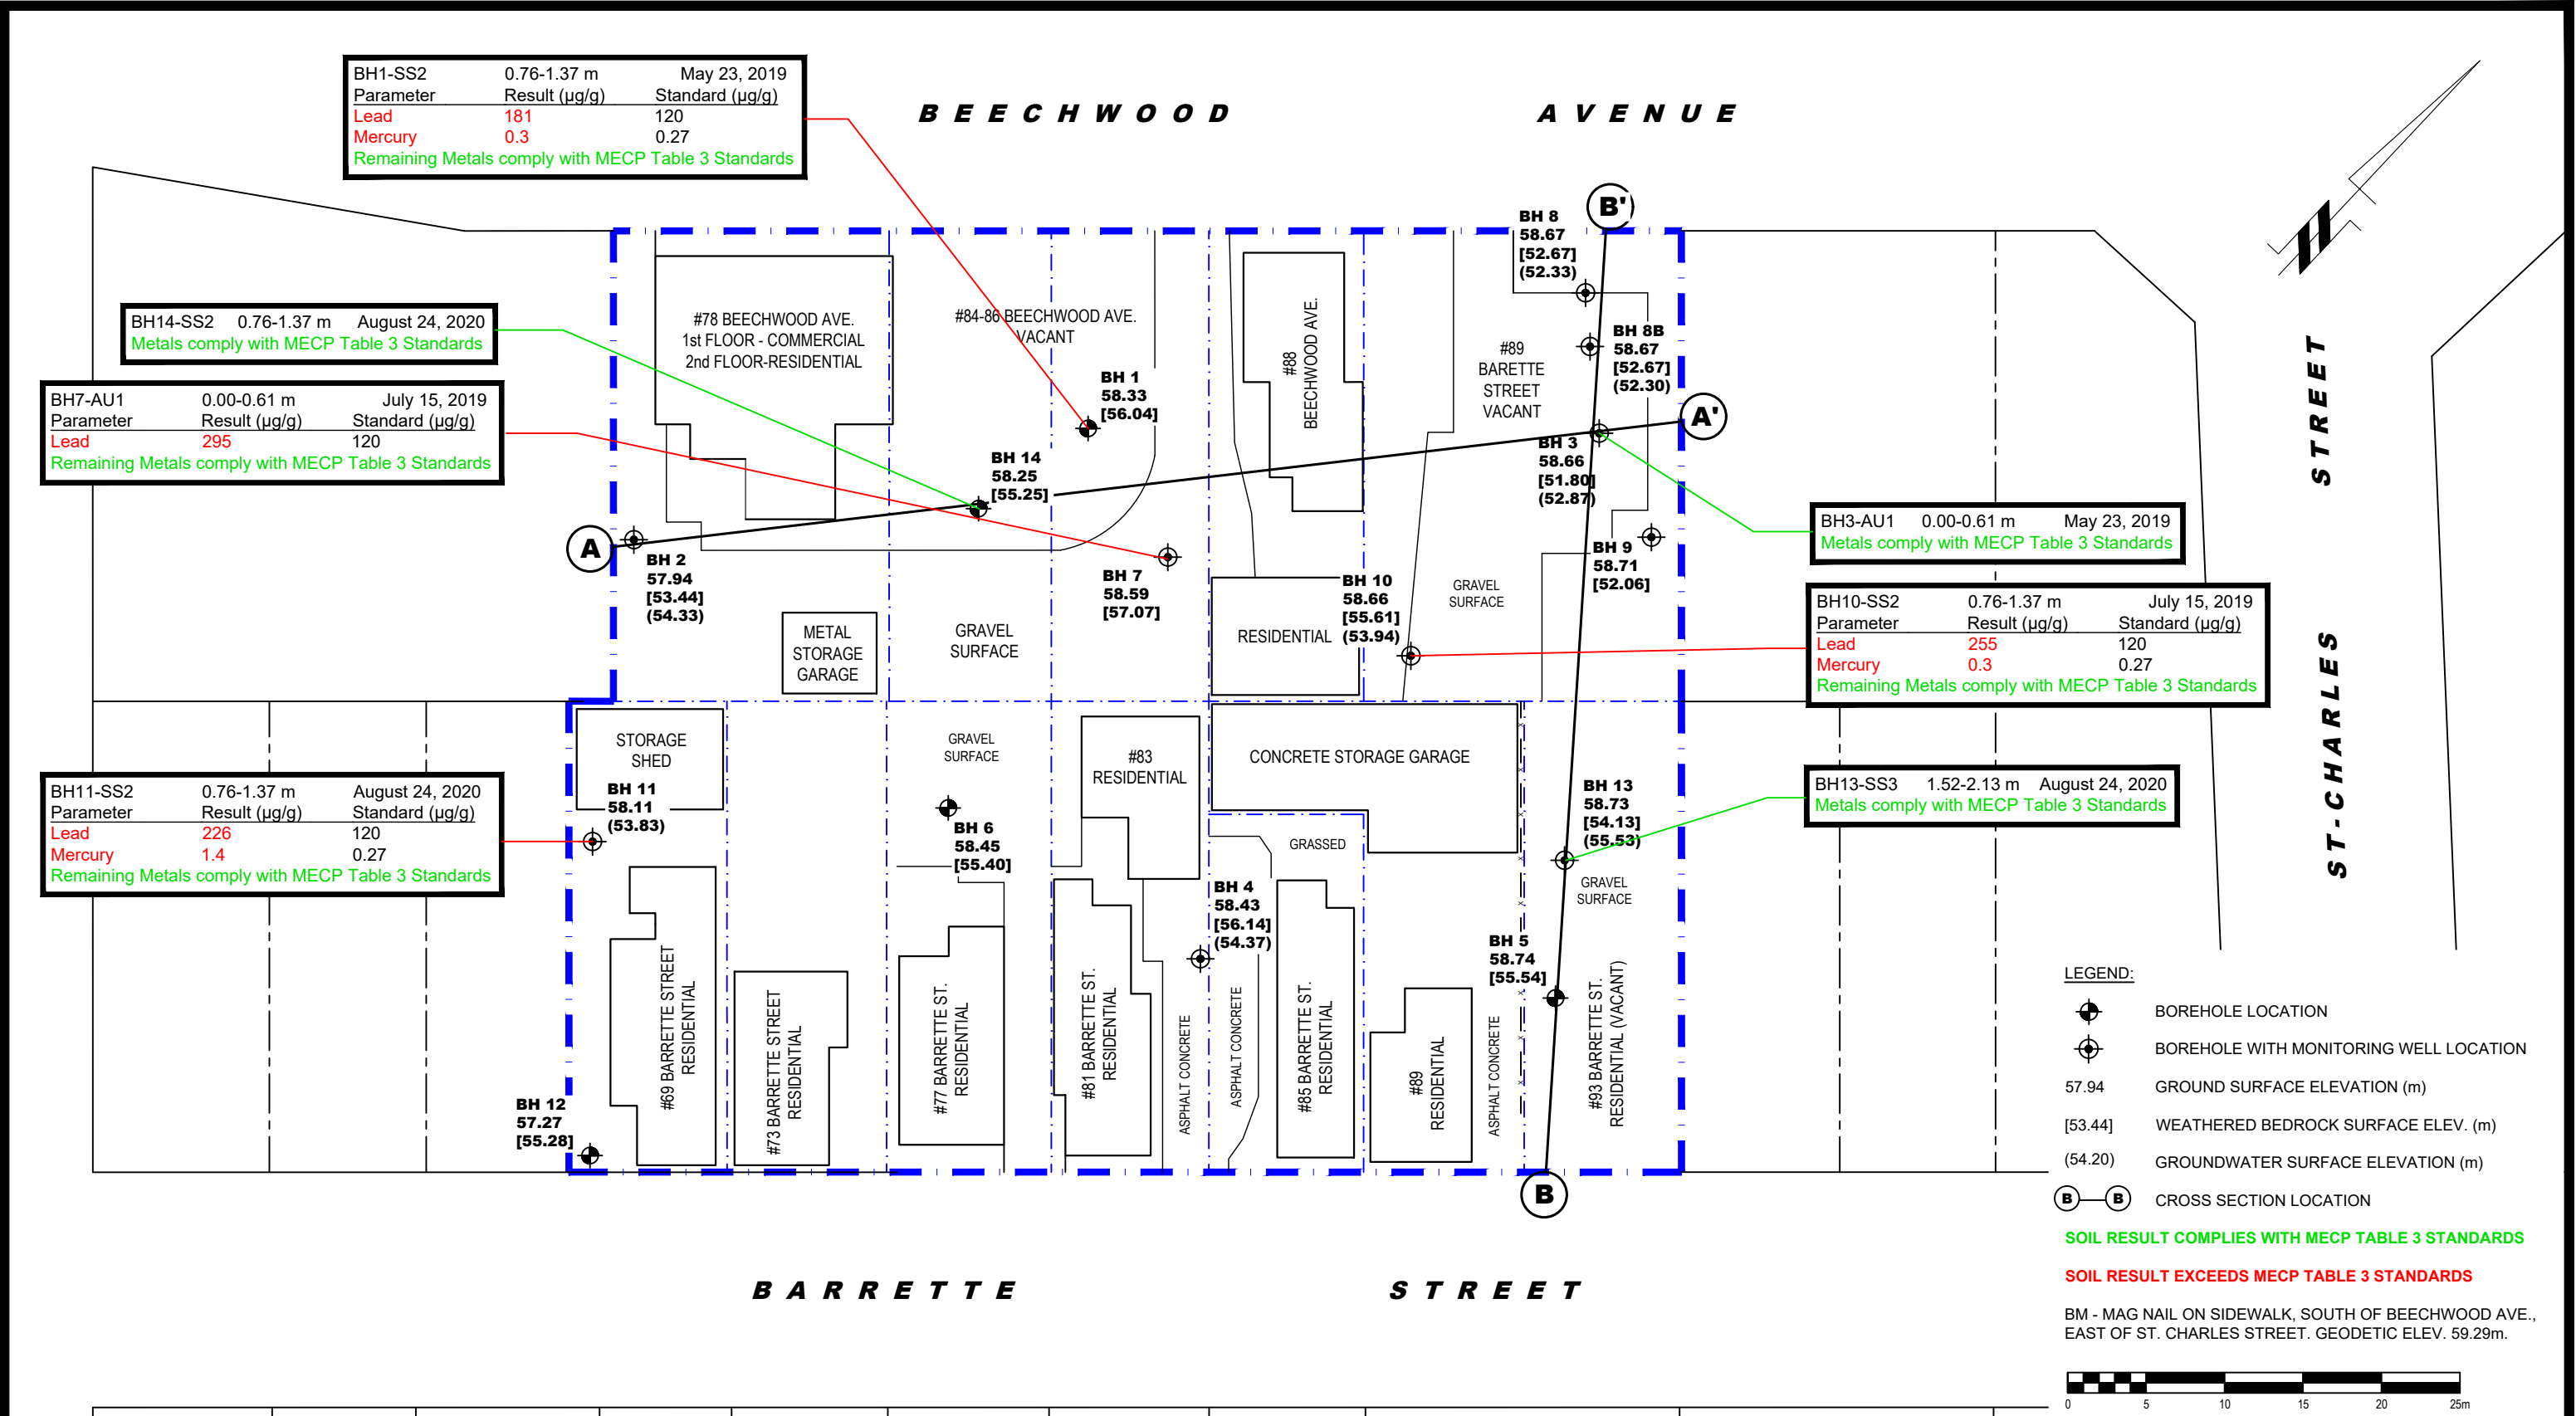 BH1-SS2 0.76-1.37 m May 23, 2019
Parameter Result (µg/g) Standard (µg/g)
Lead 181 120
Mercury 0.3 0.27
Remaining Metals comply with MECP Table 3 Standards
BEECHWOOD AVENUE
BH14-SS2 0.76-1.37 m August 24, 2020
Metals comply with MECP Table 3 Standards
BH7-AU1 0.00-0.61 m July 15, 2019
Parameter Result (µg/g) Standard (µg/g)
Lead 295 120
Remaining Metals comply with MECP Table 3 Standards
BH11-SS2 0.76-1.37 m August 24, 2020
Parameter Result (µg/g) Standard (µg/g)
Lead 226 120
Mercury 1.4 0.27
Remaining Metals comply with MECP Table 3 Standards
#78 BEECHWOOD AVE.
1st FLOOR - COMMERCIAL
2nd FLOOR-RESIDENTIAL
#84-86 BEECHWOOD AVE.
VACANT
BH 1
58.33
[56.04]
BH 14
58.25
[55.25]
#88
BEECHWOOD AVE.
BH 8
58.67
[52.67]
(52.33)
B'
BH 8B
58.67
[52.67]
(52.30)
#89
BARETTE
STREET
VACANT
A'
BH 3
58.66
[51.80]
(52.87)
A
BH 2
57.94
[53.44]
(54.33)
BH 7
58.59
[57.07]
BH 9
58.71
[52.06]
BH 10
58.66
[55.61]
(53.94)
GRAVEL
SURFACE
METAL
STORAGE
GARAGE
GRAVEL
SURFACE
RESIDENTIAL
BH3-AU1 0.00-0.61 m May 23, 2019
Metals comply with MECP Table 3 Standards
BH10-SS2 0.76-1.37 m July 15, 2019
Parameter Result (µg/g) Standard (µg/g)
Lead 255 120
Mercury 0.3 0.27
Remaining Metals comply with MECP Table 3 Standards
BH13-SS3 1.52-2.13 m August 24, 2020
Metals comply with MECP Table 3 Standards
ST-CHARLES STREET
STORAGE
SHED
BH 11
58.11
(53.83)
GRAVEL
SURFACE
BH 6
58.45
[55.40]
#83
RESIDENTIAL
CONCRETE STORAGE GARAGE
GRASSED
BH 13
58.73
[54.13]
(55.53)
GRAVEL
SURFACE
BH 4
58.43
[56.14]
(54.37)
BH 5
58.74
[55.54]
BH 12
57.27
[55.28]
#69 BARRETTE STREET
RESIDENTIAL
#73 BARRETTE STREET
RESIDENTIAL
#77 BARRETTE ST.
RESIDENTIAL
#81 BARRETTE ST.
RESIDENTIAL
ASPHALT CONCRETE
ASPHALT CONCRETE
#85 BARRETTE ST.
RESIDENTIAL
#89
RESIDENTIAL
ASPHALT CONCRETE
#93 BARRETTE ST.
RESIDENTIAL (VACANT)
B
BARRETTE STREET
LEGEND:
BOREHOLE LOCATION
BOREHOLE WITH MONITORING WELL LOCATION
57.94 GROUND SURFACE ELEVATION (m)
[53.44] WEATHERED BEDROCK SURFACE ELEV. (m)
(54.20) GROUNDWATER SURFACE ELEVATION (m)
B B CROSS SECTION LOCATION
SOIL RESULT COMPLIES WITH MECP TABLE 3 STANDARDS
SOIL RESULT EXCEEDS MECP TABLE 3 STANDARDS
BM - MAG NAIL ON SIDEWALK, SOUTH OF BEECHWOOD AVE.,
EAST OF ST. CHARLES STREET. GEODETIC ELEV. 59.29m.
0 5 10 15 20 25m